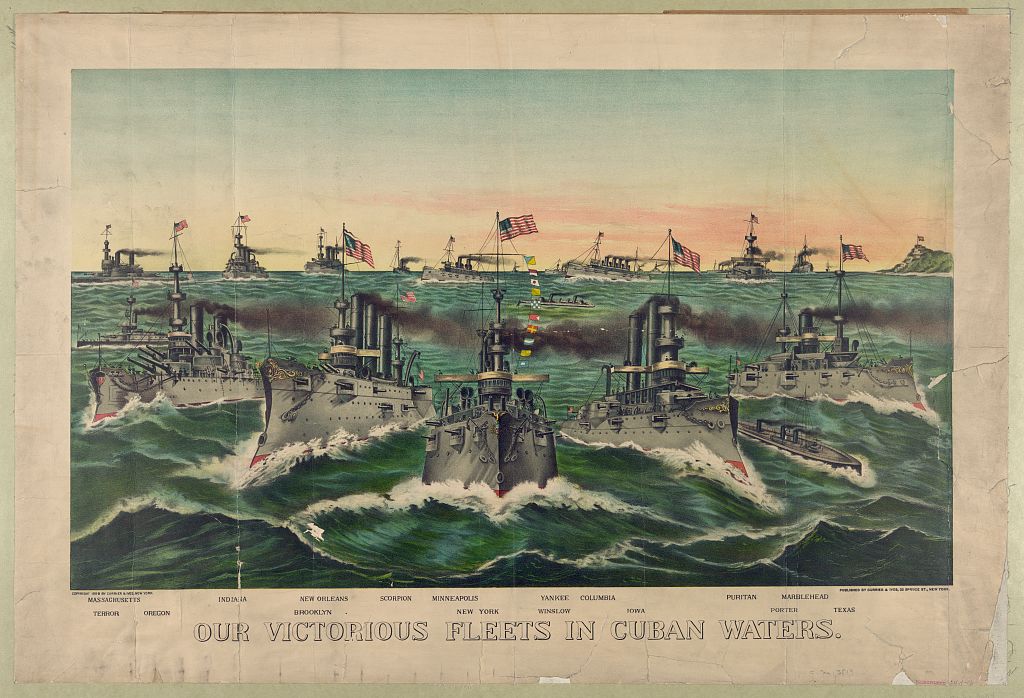 COPYRIGHT 1898 BY CURRIER & IVES, NEW YORK. PUBLISHED BY CURRIER & IVES, 28 SPRUCE ST., NEW YORK.
MASSACHUSETTS INDIANA NEW ORLEANS SCORPION MINNEAPOLIS YANKEE COLUMBIA PURITAN MARBLEHEAD
TERROR OREGON BROOKLYN NEW YORK WINSLOW IOWA PORTER TEXAS
OUR VICTORIOUS FLEETS IN CUBAN WATERS.